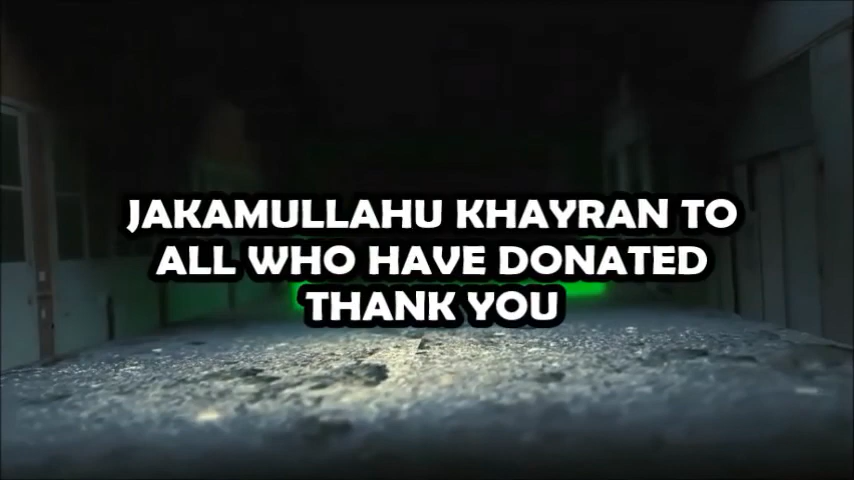 JAKAMULLAHU KHAYRAN TO
ALL WHO HAVE DONATED
THANK YOU